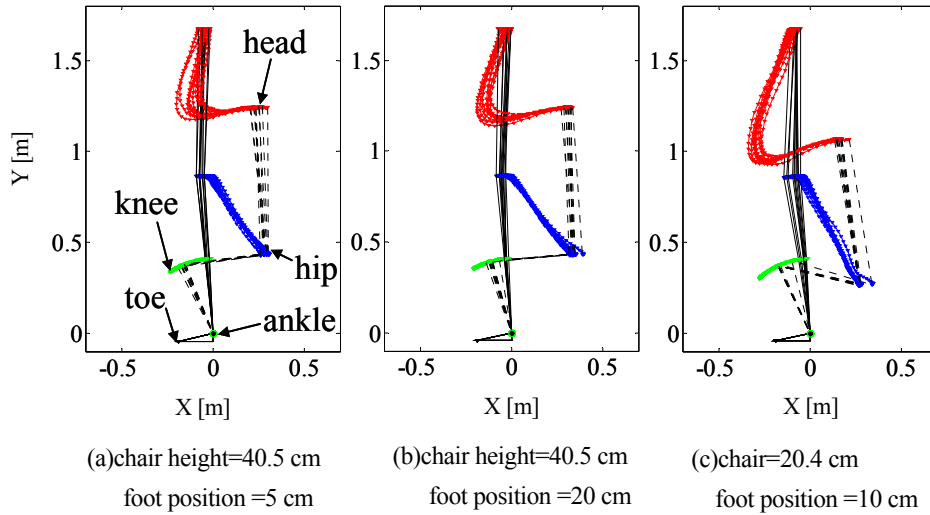 1.5
1
0.5
0
Y [m]
-0.5
0
0.5
X [m]
head
knee
hip
toe
ankle
1.5
1
0.5
0
-0.5
0
0.5
X [m]
1.5
1
0.5
0
-0.5
0
0.5
X [m]
(a)chair height=40.5 cm
foot position =5 cm
(b)chair height=40.5 cm
foot position =20 cm
(c)chair=20.4 cm
foot position =10 cm